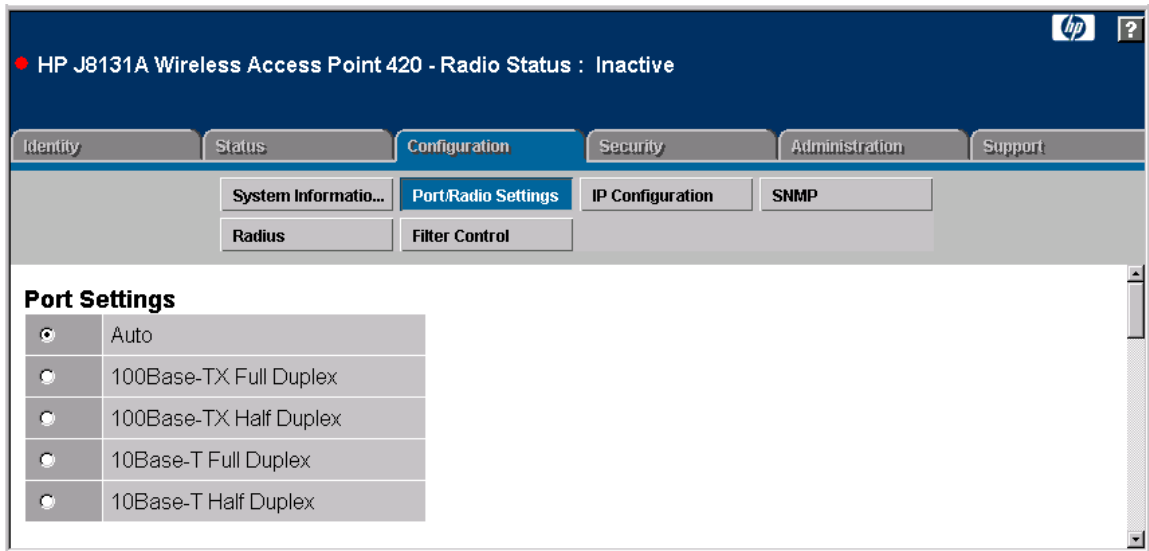 hp ?
HP J8131A Wireless Access Point 420 - Radio Status : Inactive
Identity Status Configuration Security Administration Support
System Informatio... Port/Radio Settings IP Configuration SNMP
Radius Filter Control
Port Settings
Auto
100Base-TX Full Duplex
100Base-TX Half Duplex
10Base-T Full Duplex
10Base-T Half Duplex